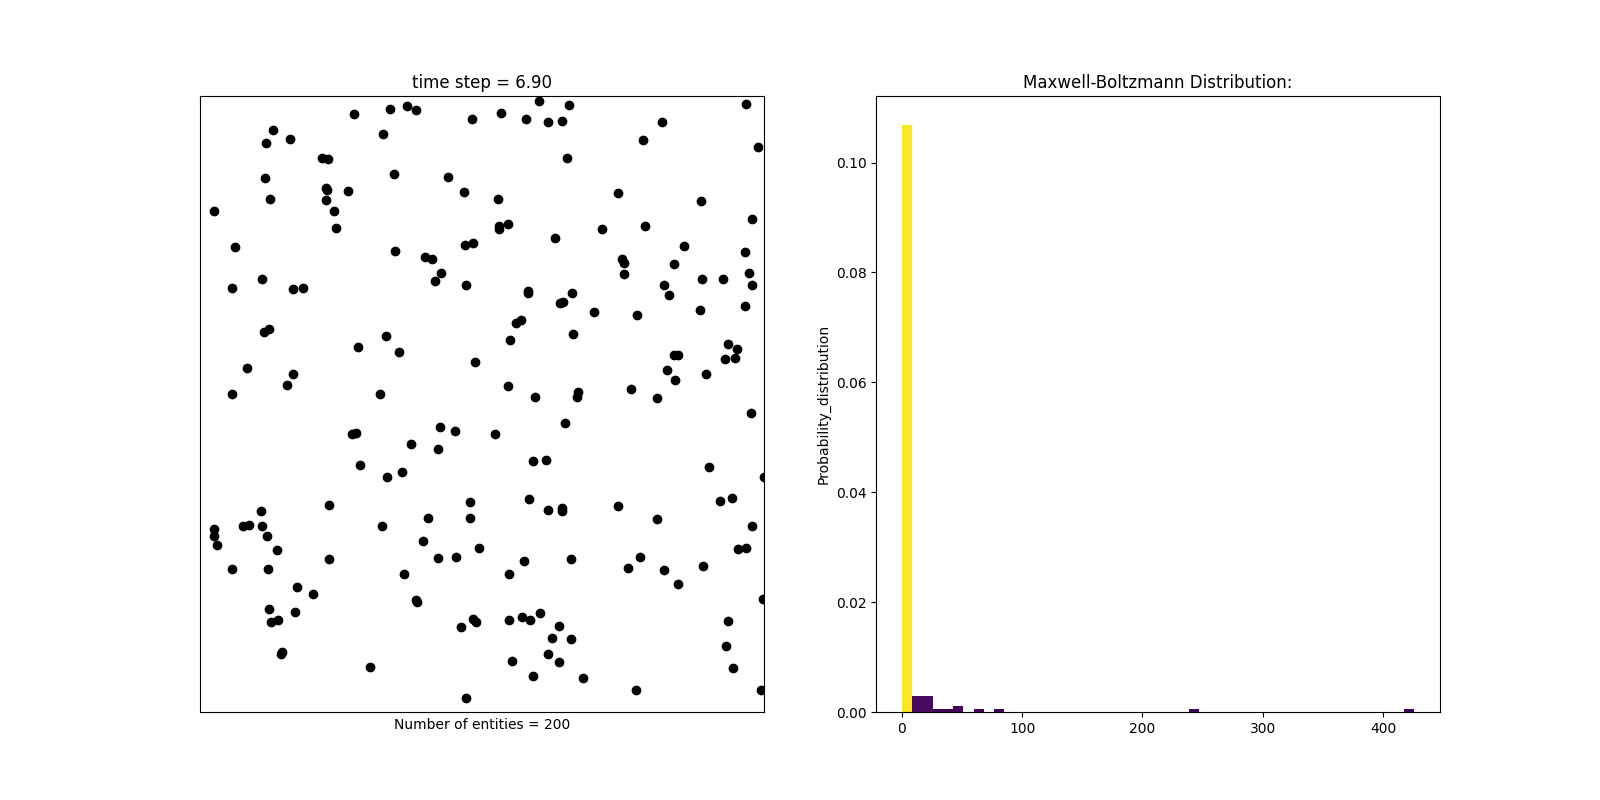 time step = 6.90
Number of entities = 200
Maxwell-Boltzmann Distribution:
Probability_distribution
0.10
0.08
0.06
0.04
0.02
0.00
0 100 200 300 400